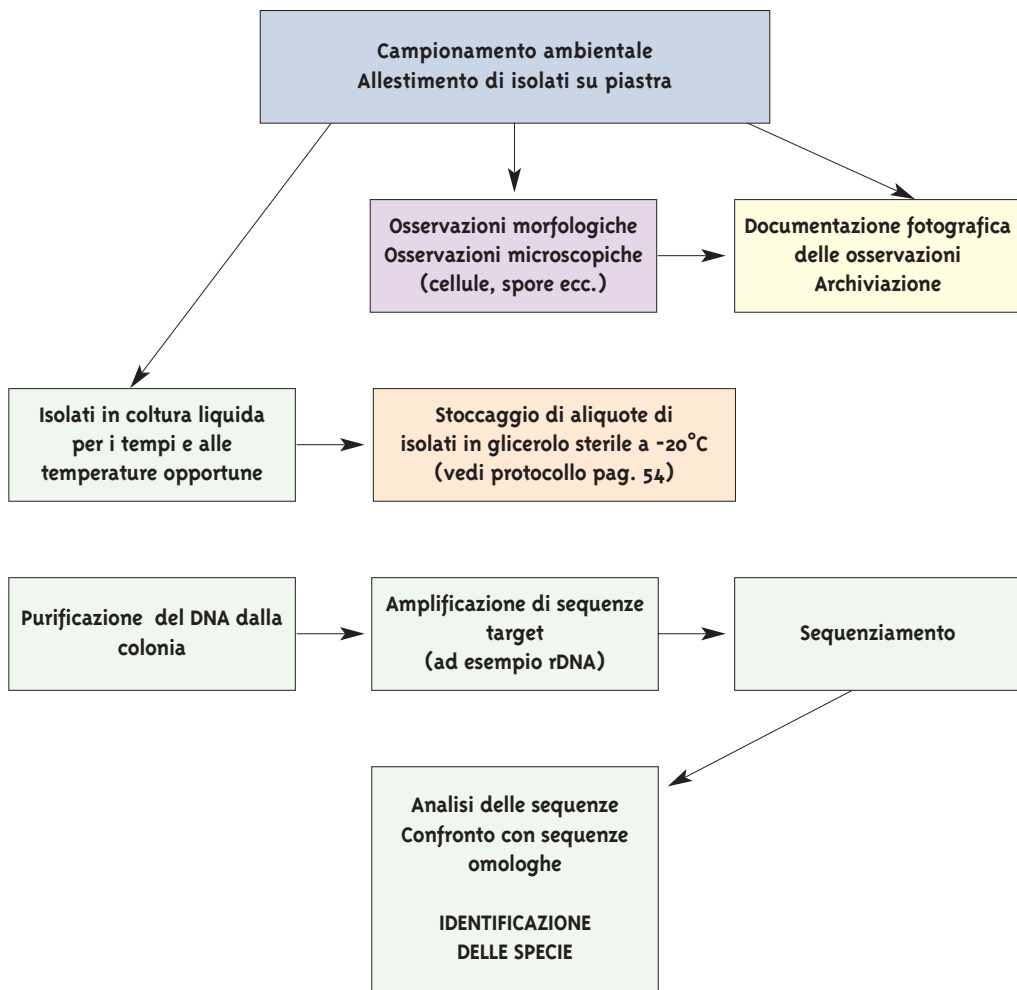 Campionamento ambientale
Allestimento di isolati su piastra
Osservazioni morfologiche
Osservazioni microscopiche
(cellule, spore ecc.)
Documentazione fotografica
delle osservazioni
Archiviazione
Isolati in coltura liquida
per i tempi e alle
temperature opportune
Stoccaggio di aliquote di
isolati in glicerolo sterile a -20°C
(vedi protocollo pag. 54)
Purificazione del DNA dalla
colonia
Amplificazione di sequenze
target
(ad esempio rDNA)
Sequenziamento
Analisi delle sequenze
Confronto con sequenze
omologhe
IDENTIFICAZIONE
DELLE SPECIE